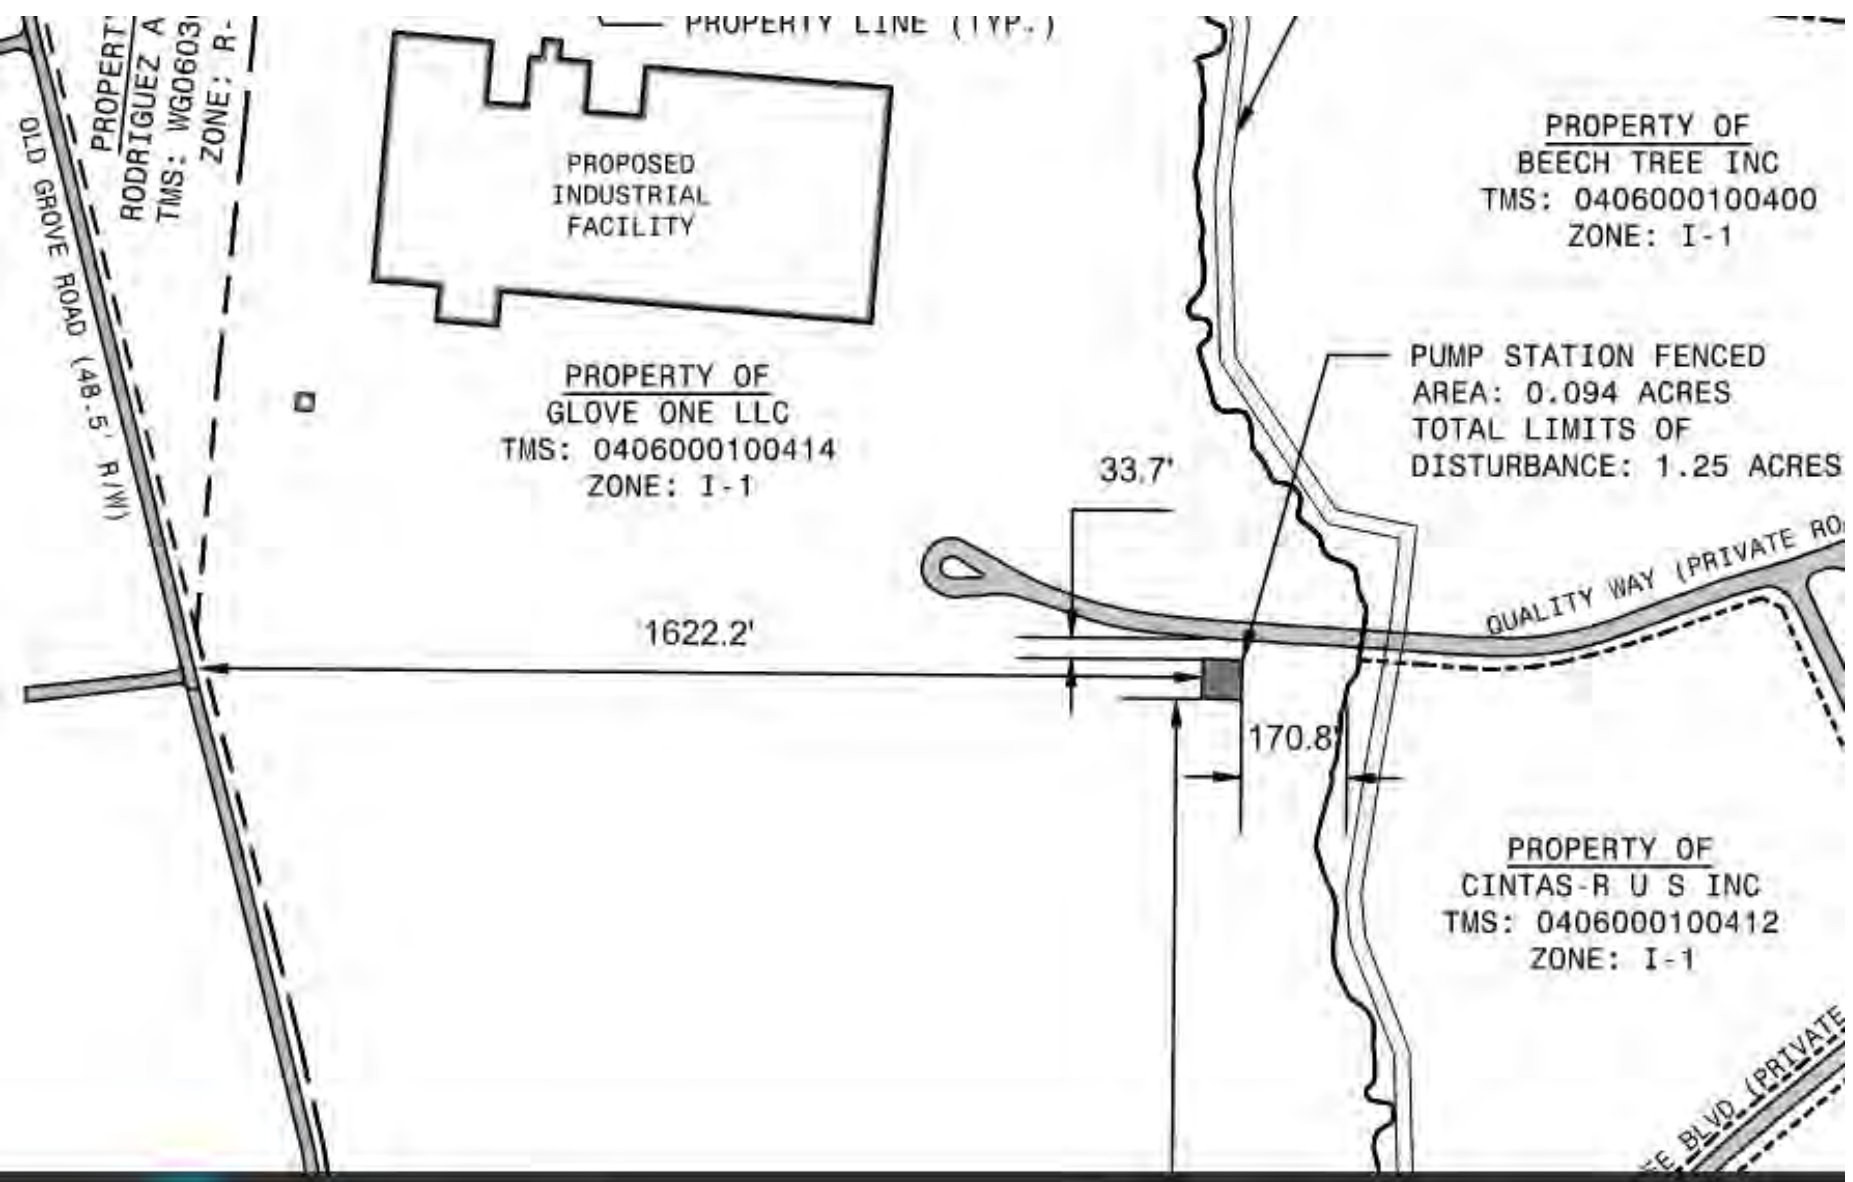 PROPERTY LINE (TYP.)
PROPERTY
RODRIGUEZ A
TMS: WG0603
ZONE: R-
OLD GROVE ROAD (48.5' R/W)
PROPOSED
INDUSTRIAL
FACILITY
PROPERTY OF
BEECH TREE INC
TMS: 0406000100400
ZONE: I-1
PROPERTY OF
GLOVE ONE LLC
TMS: 0406000100414
ZONE: I-1
PUMP STATION FENCED
AREA: 0.094 ACRES
TOTAL LIMITS OF
DISTURBANCE: 1.25 ACRES
33.7'
QUALITY WAY (PRIVATE RO
1622.2'
170.8'
PROPERTY OF
CINTAS-R U S INC
TMS: 0406000100412
ZONE: I-1
EE BLVD (PRIVATE